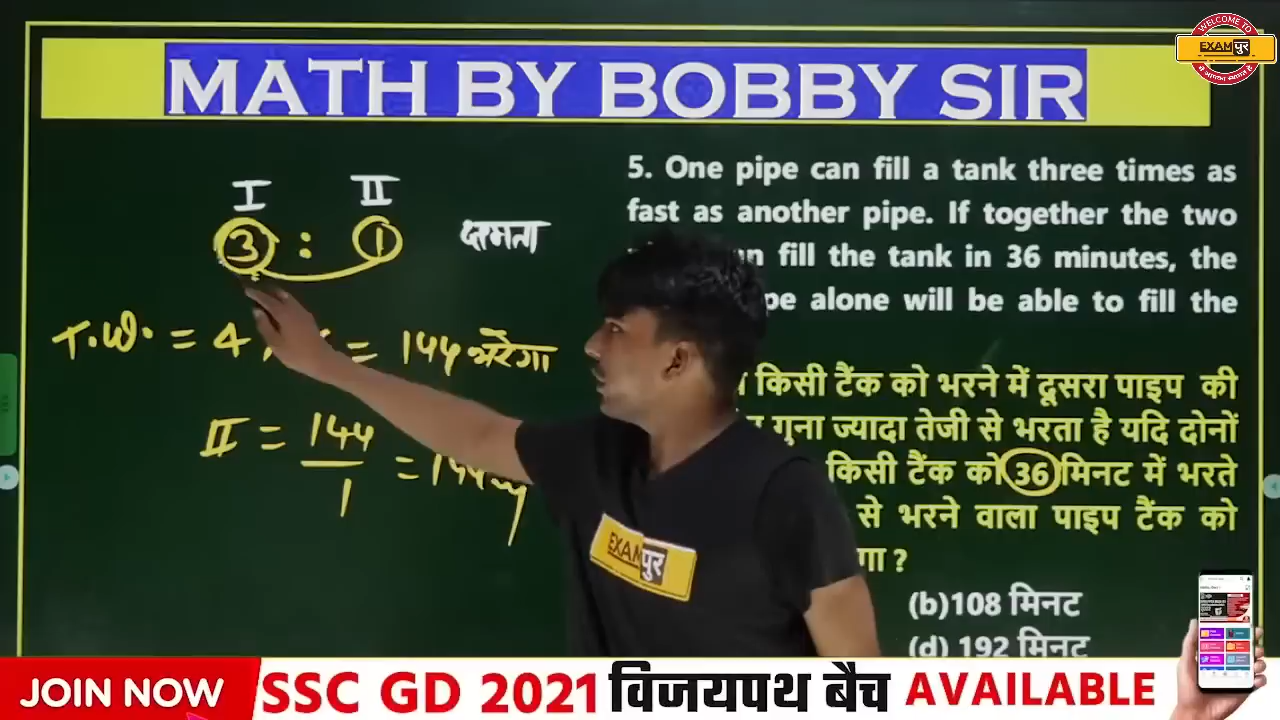 WELCOME TO
EXAMपुर
MATH BY BOBBY SIR
I II
3 : 1 क्षमता
T.W. = 4 = 144 भरेगा
II = 144
1
= 144
5. One pipe can fill a tank three times as
fast as another pipe. If together the two
fill the tank in 36 minutes, the
alone will be able to fill the
किसी टैंक को भरने में दूसरा पाइप की
गुना ज्यादा तेजी से भरता है यदि दोनों
किसी टैंक को 36 मिनट में भरते
से भरने वाला पाइप टैंक को
?
(b)108 मिनट
(d) 192 मिनट
EXAMपुर
JOIN NOW SSC GD 2021 विजयपथ बैच AVAILABLE